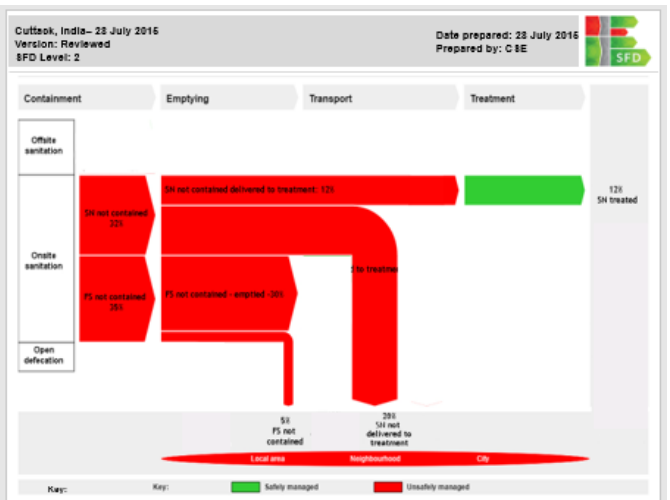 Cuttack, India– 28 July 2015
Version: Reviewed
SFD Level: 2
Date prepared: 28 July 2015
Prepared by: CSE
SFD
Containment
Emptying
Transport
Treatment
Offsite
sanitation
Onsite
sanitation
Open
defecation
SN not contained
32%
FS not contained
35%
SN not contained delivered to treatment: 12%
FS not contained - emptied -30%
to treatment
12%
SN treated
5%
FS not
contained
20%
SN not
delivered to
treatment
Local area
Neighbourhood
City
Key:
Key:
Safely managed
Unsafely managed